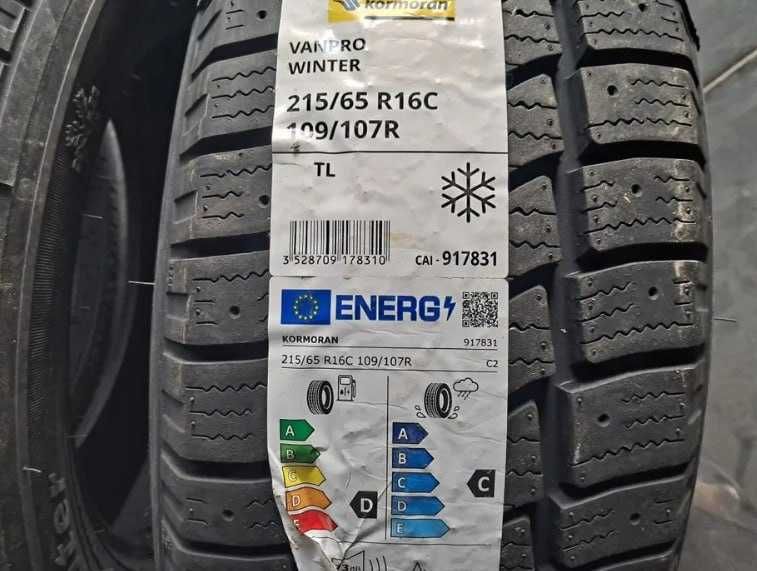 kormoran
VANPRO
WINTER
215/65 R16C
109/107R
TL
3 528709 178310
CAI - 917831
ENERG
KORMORAN 917831
215/65 R16C 109/107R C2
A A
B B
C C
D D
E E
D C